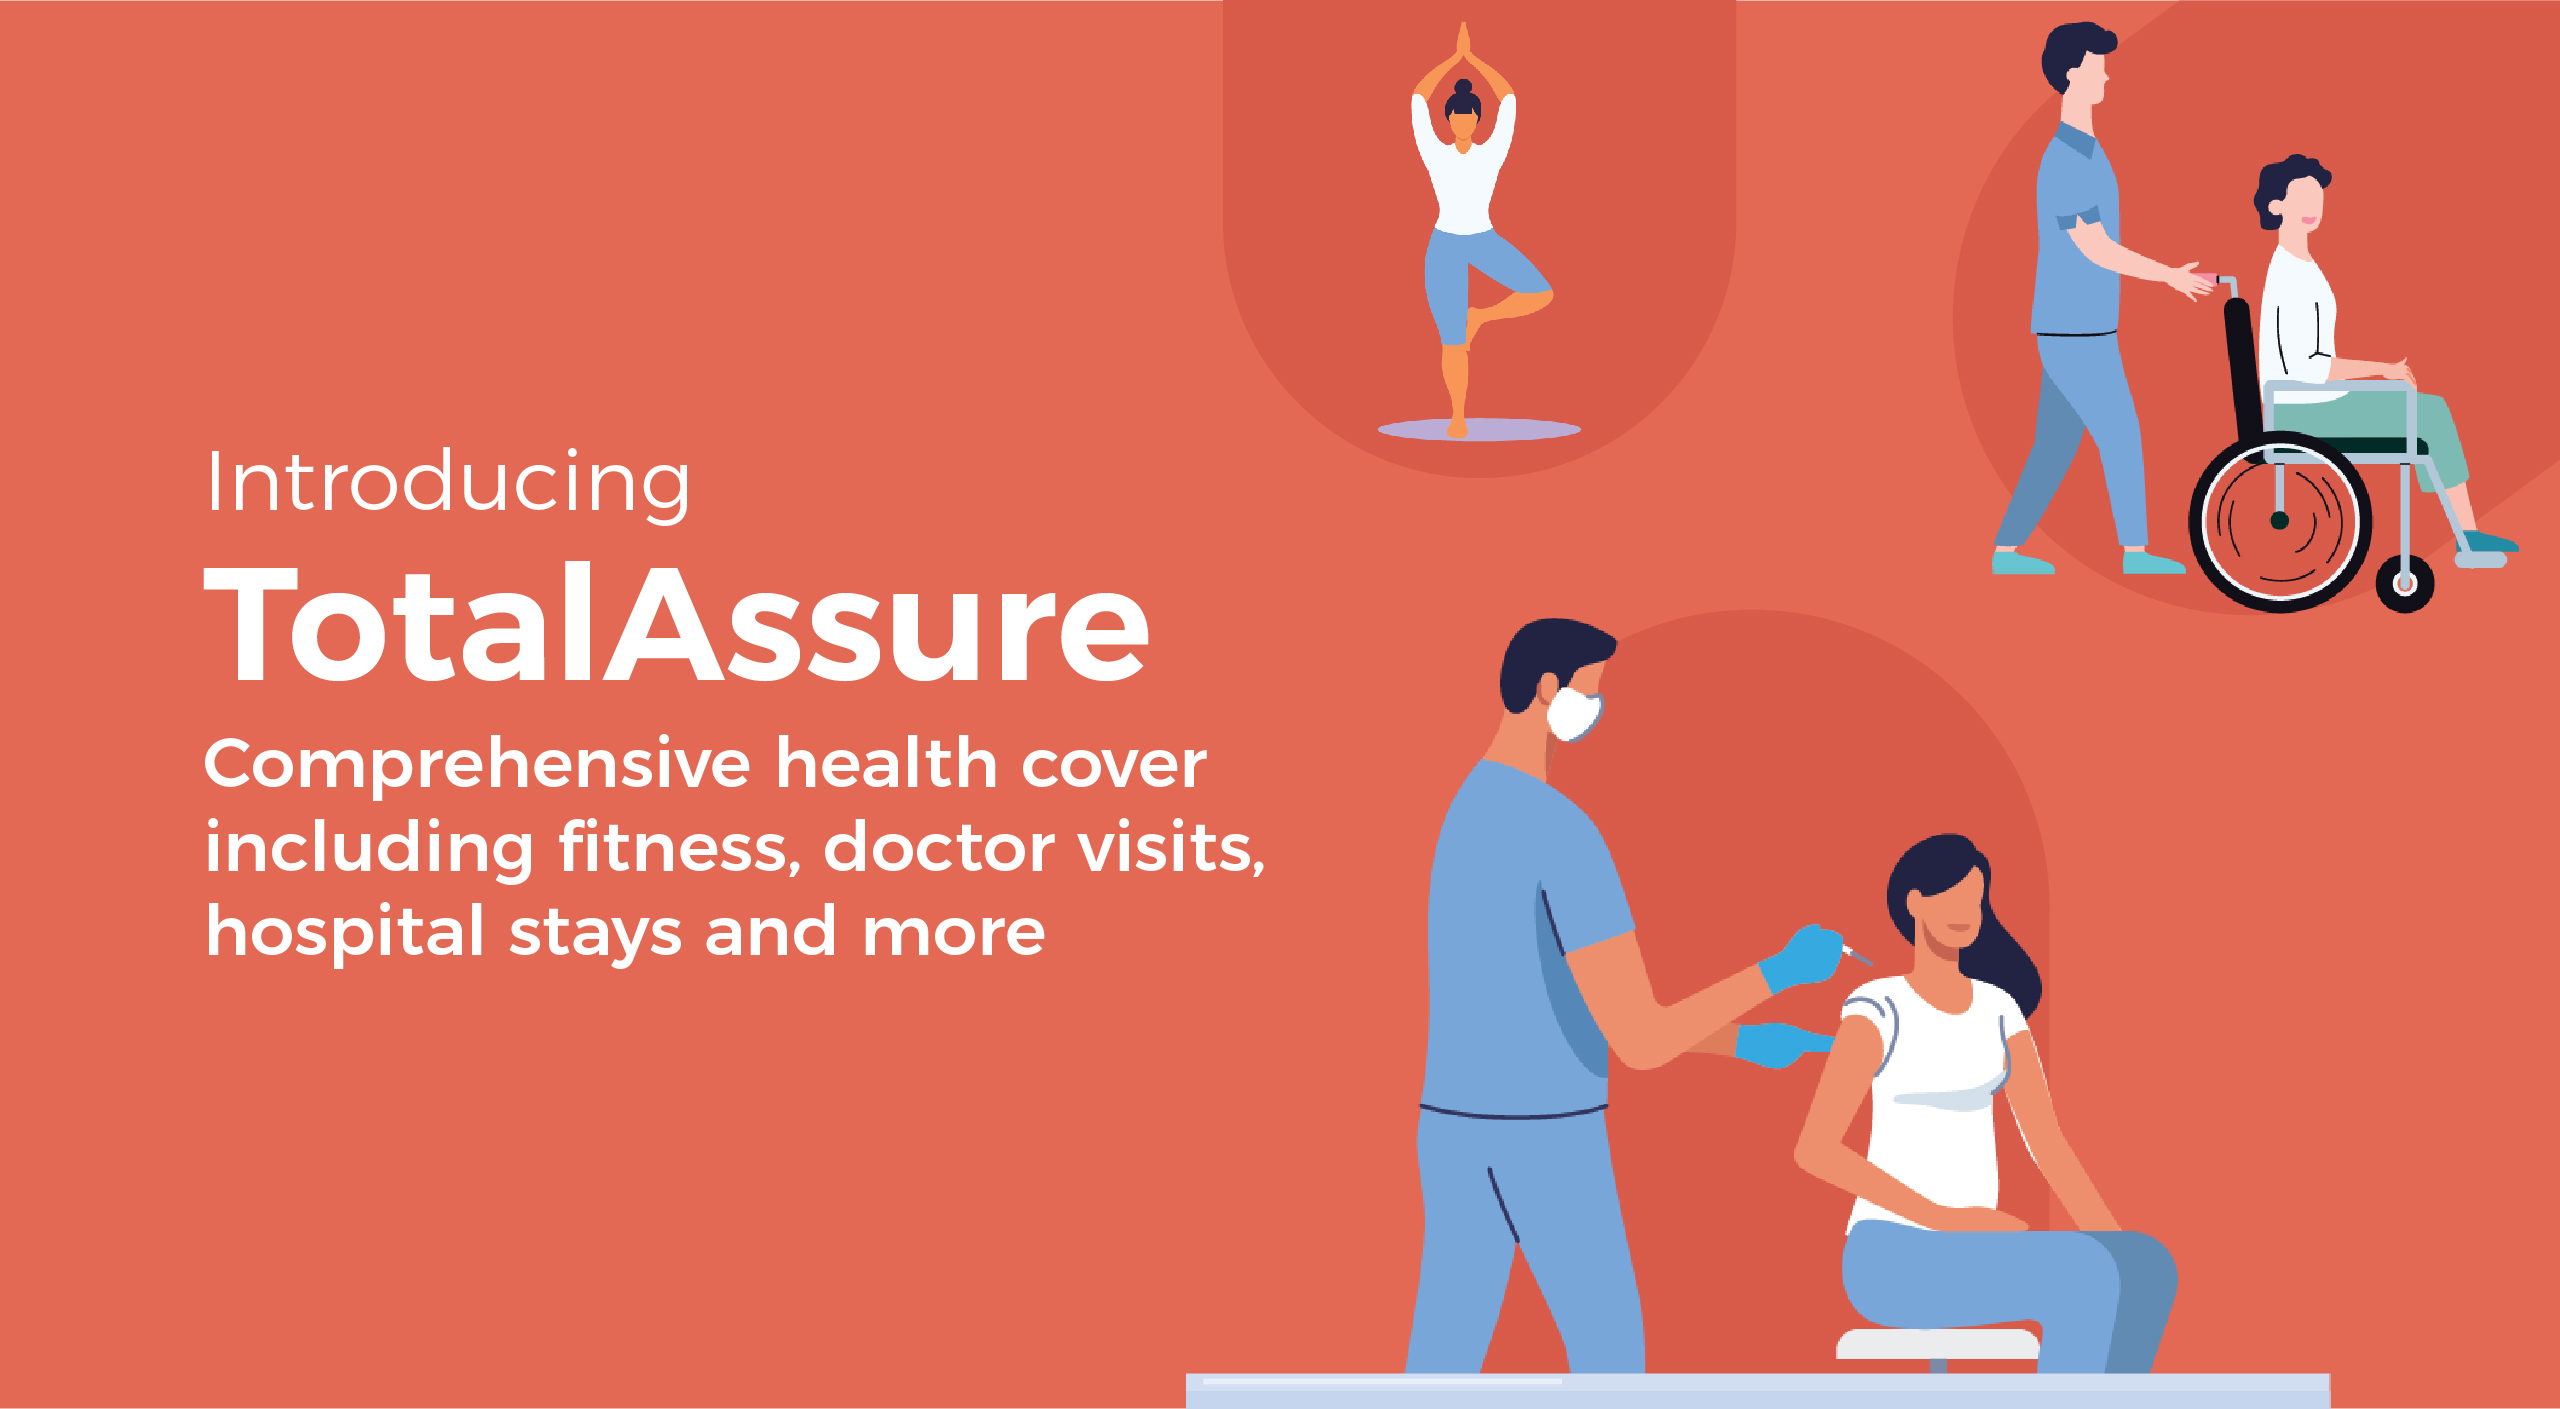 Introducing
TotalAssure
Comprehensive health cover
including fitness, doctor visits,
hospital stays and more